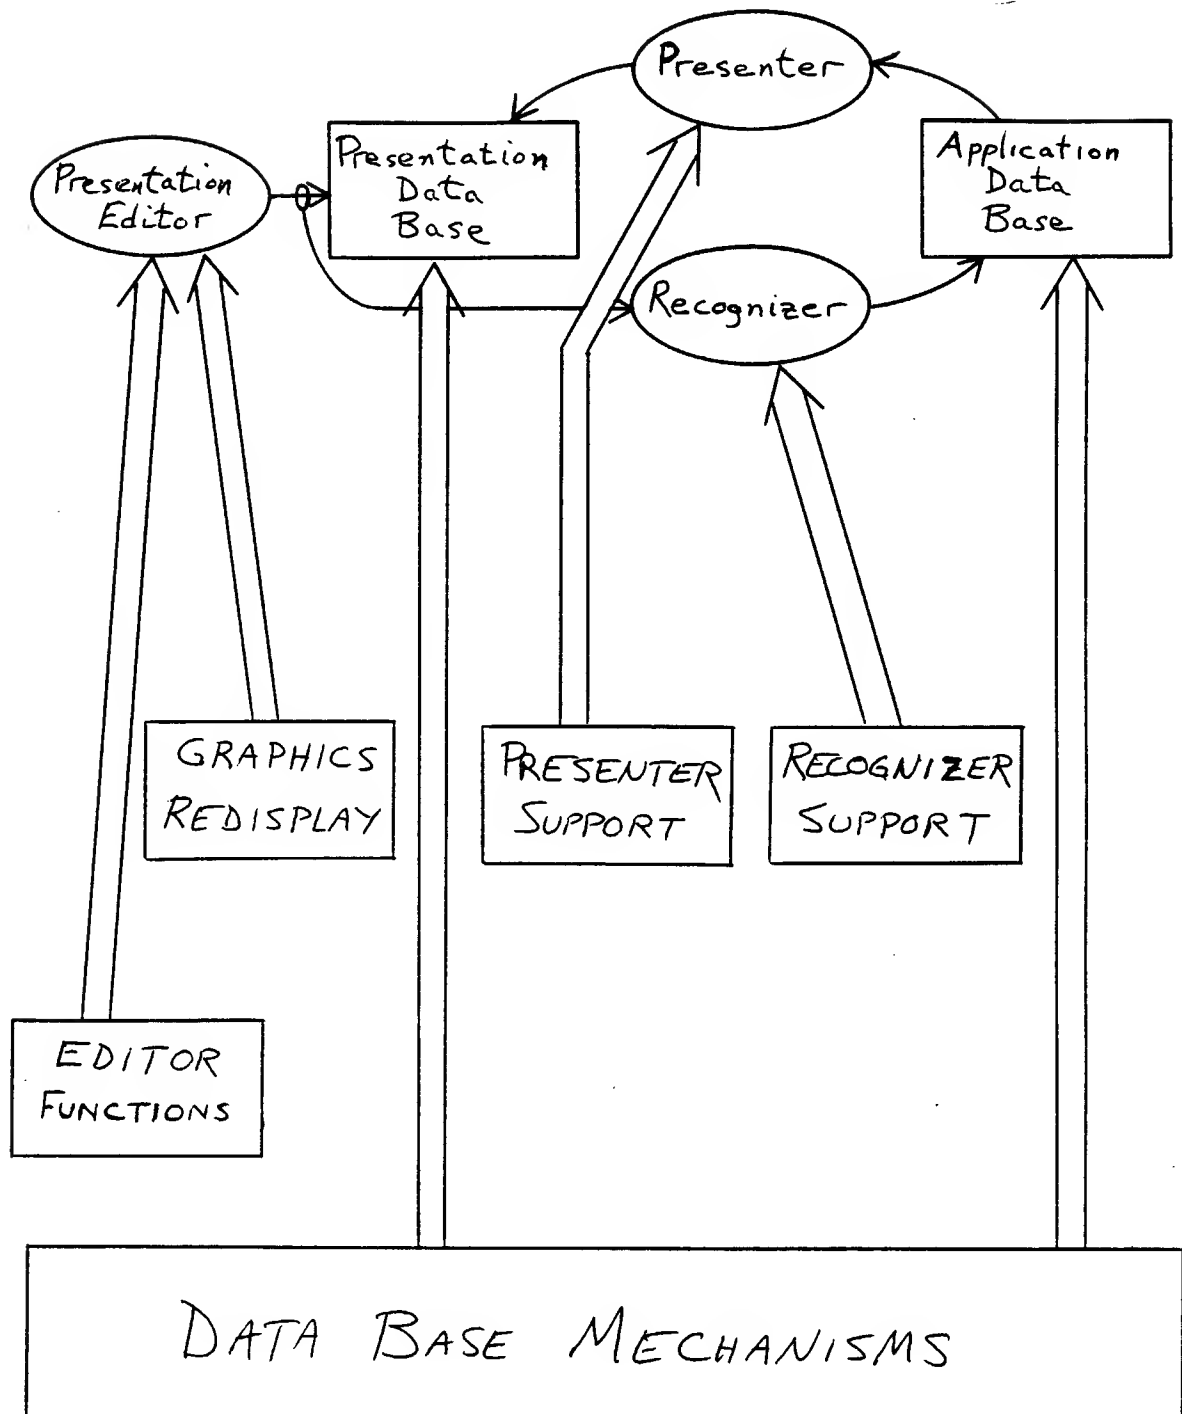 Presenter
Presentation
Data
Base
Application
Data
Base
Presentation
Editor
Recognizer
GRAPHICS
REDISPLAY
PRESENTER
SUPPORT
RECOGNIZER
SUPPORT
EDITOR
FUNCTIONS
DATA BASE MECHANISMS